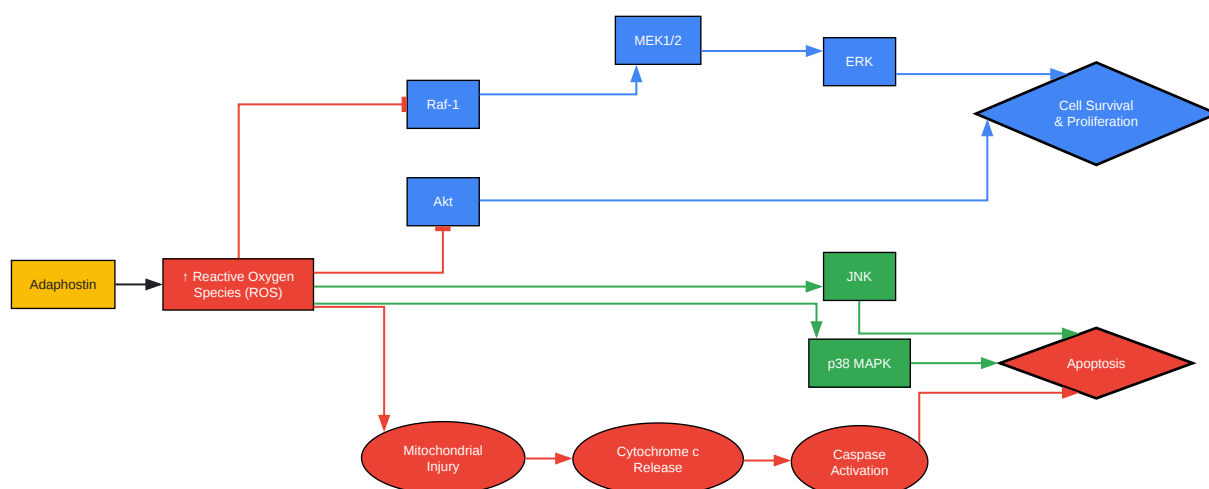 MEK1/2
ERK
Raf-1
Cell Survival
& Proliferation
Akt
Adaphostin
↑ Reactive Oxygen
Species (ROS)
JNK
p38 MAPK
Apoptosis
Mitochondrial
Injury
Cytochrome c
Release
Caspase
Activation